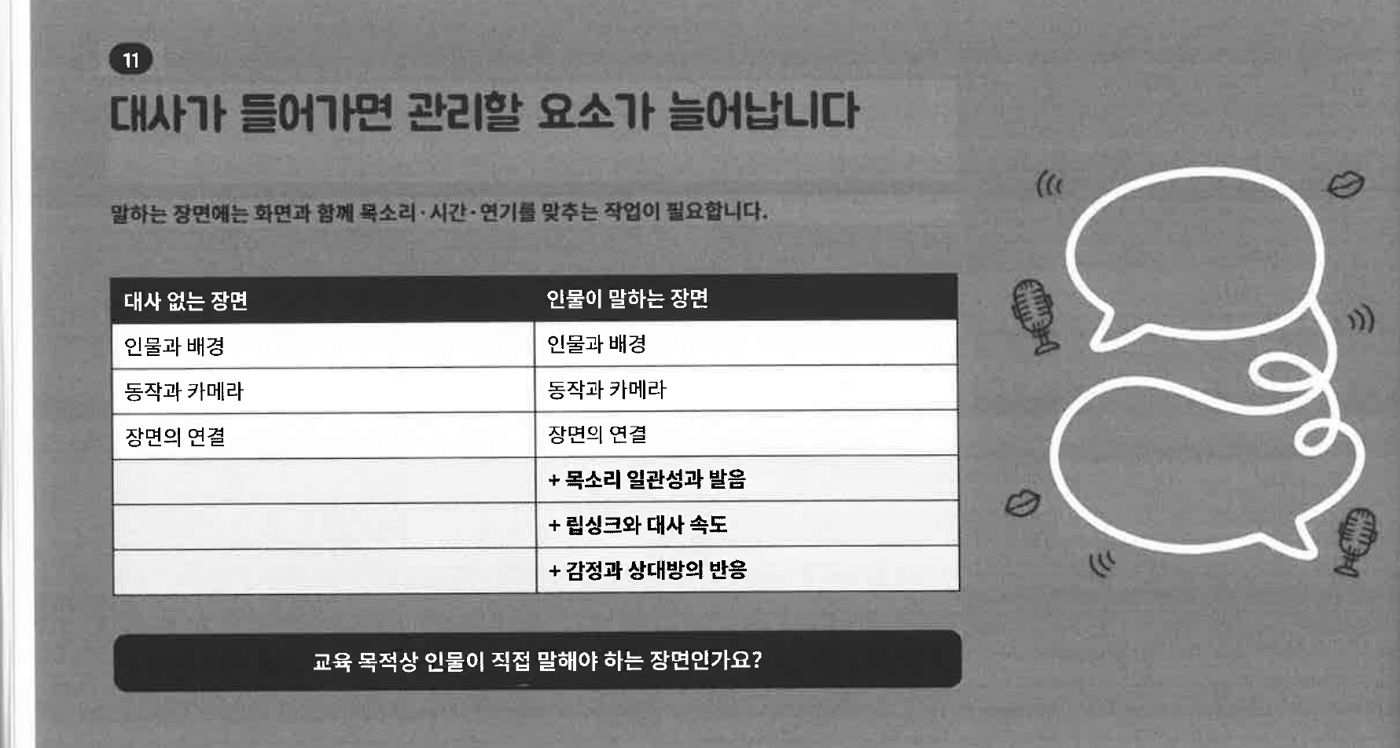 11
대사가 들어가면 관리할 요소가 늘어납니다
말하는 장면에는 화면과 함께 목소리·시간·연기를 맞추는 작업이 필요합니다.
대사 없는 장면
인물이 말하는 장면
인물과 배경
인물과 배경
동작과 카메라
동작과 카메라
장면의 연결
장면의 연결
+ 목소리 일관성과 발음
+ 립싱크와 대사 속도
+ 감정과 상대방의 반응
교육 목적상 인물이 직접 말해야 하는 장면인가요?